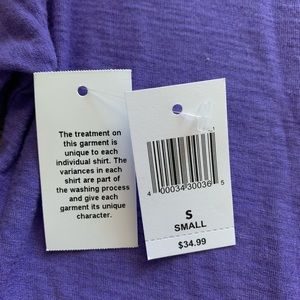 The treatment on
this garment is
unique to each
individual shirt. The
variances in each
shirt are part of
the washing process
and give each
garment its unique
character.
4 00034 30036 5
S
SMALL
$34.99